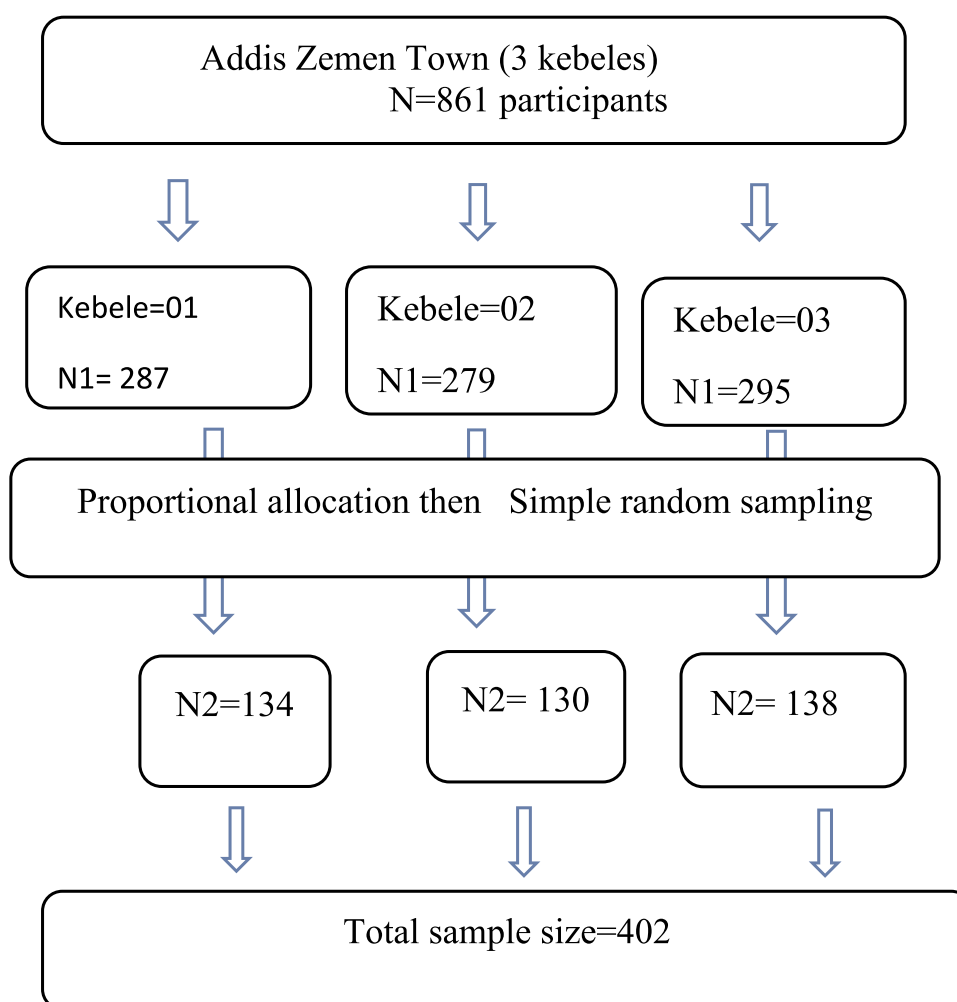 Addis Zemen Town (3 kebeles)
N=861 participants
Kebele=01
N1= 287
Kebele=02
N1=279
Kebele=03
N1=295
Proportional allocation then Simple random sampling
N2=134
N2= 130
N2= 138
Total sample size=402